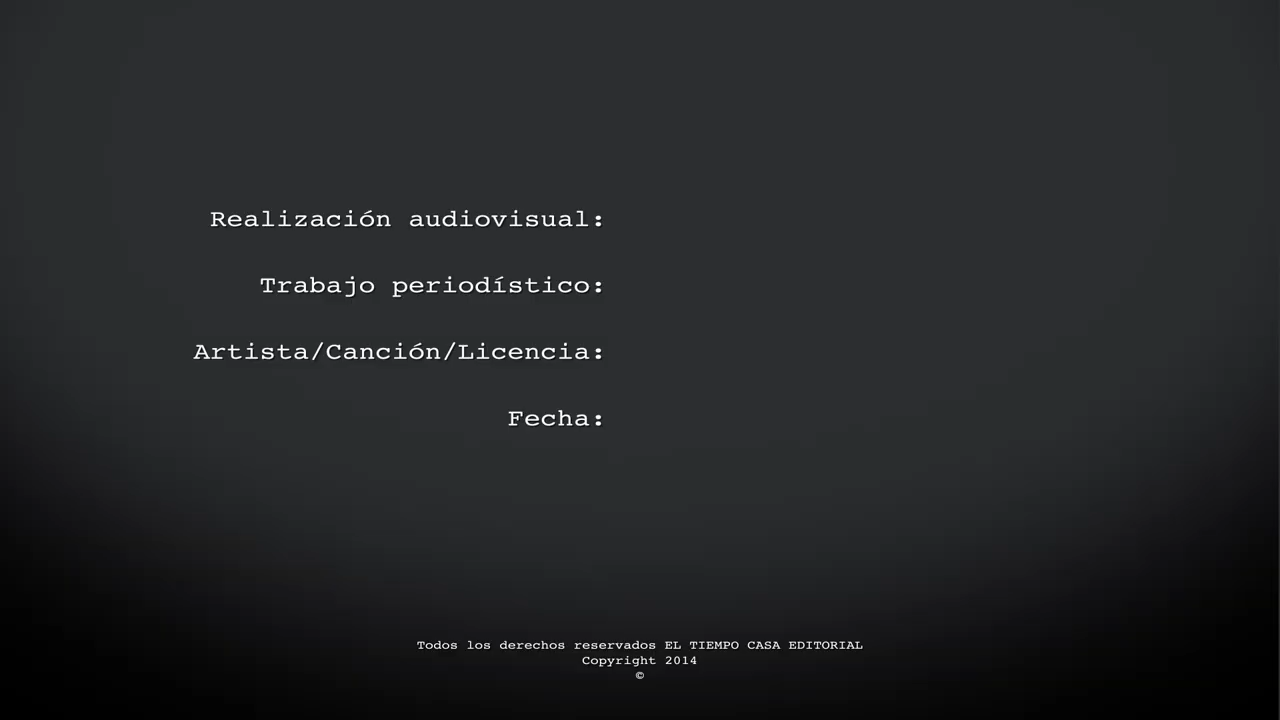 Realización audiovisual:
Trabajo periodístico:
Artista/Canción/Licencia:
Fecha:
Todos los derechos reservados EL TIEMPO CASA EDITORIAL
Copyright 2014
©